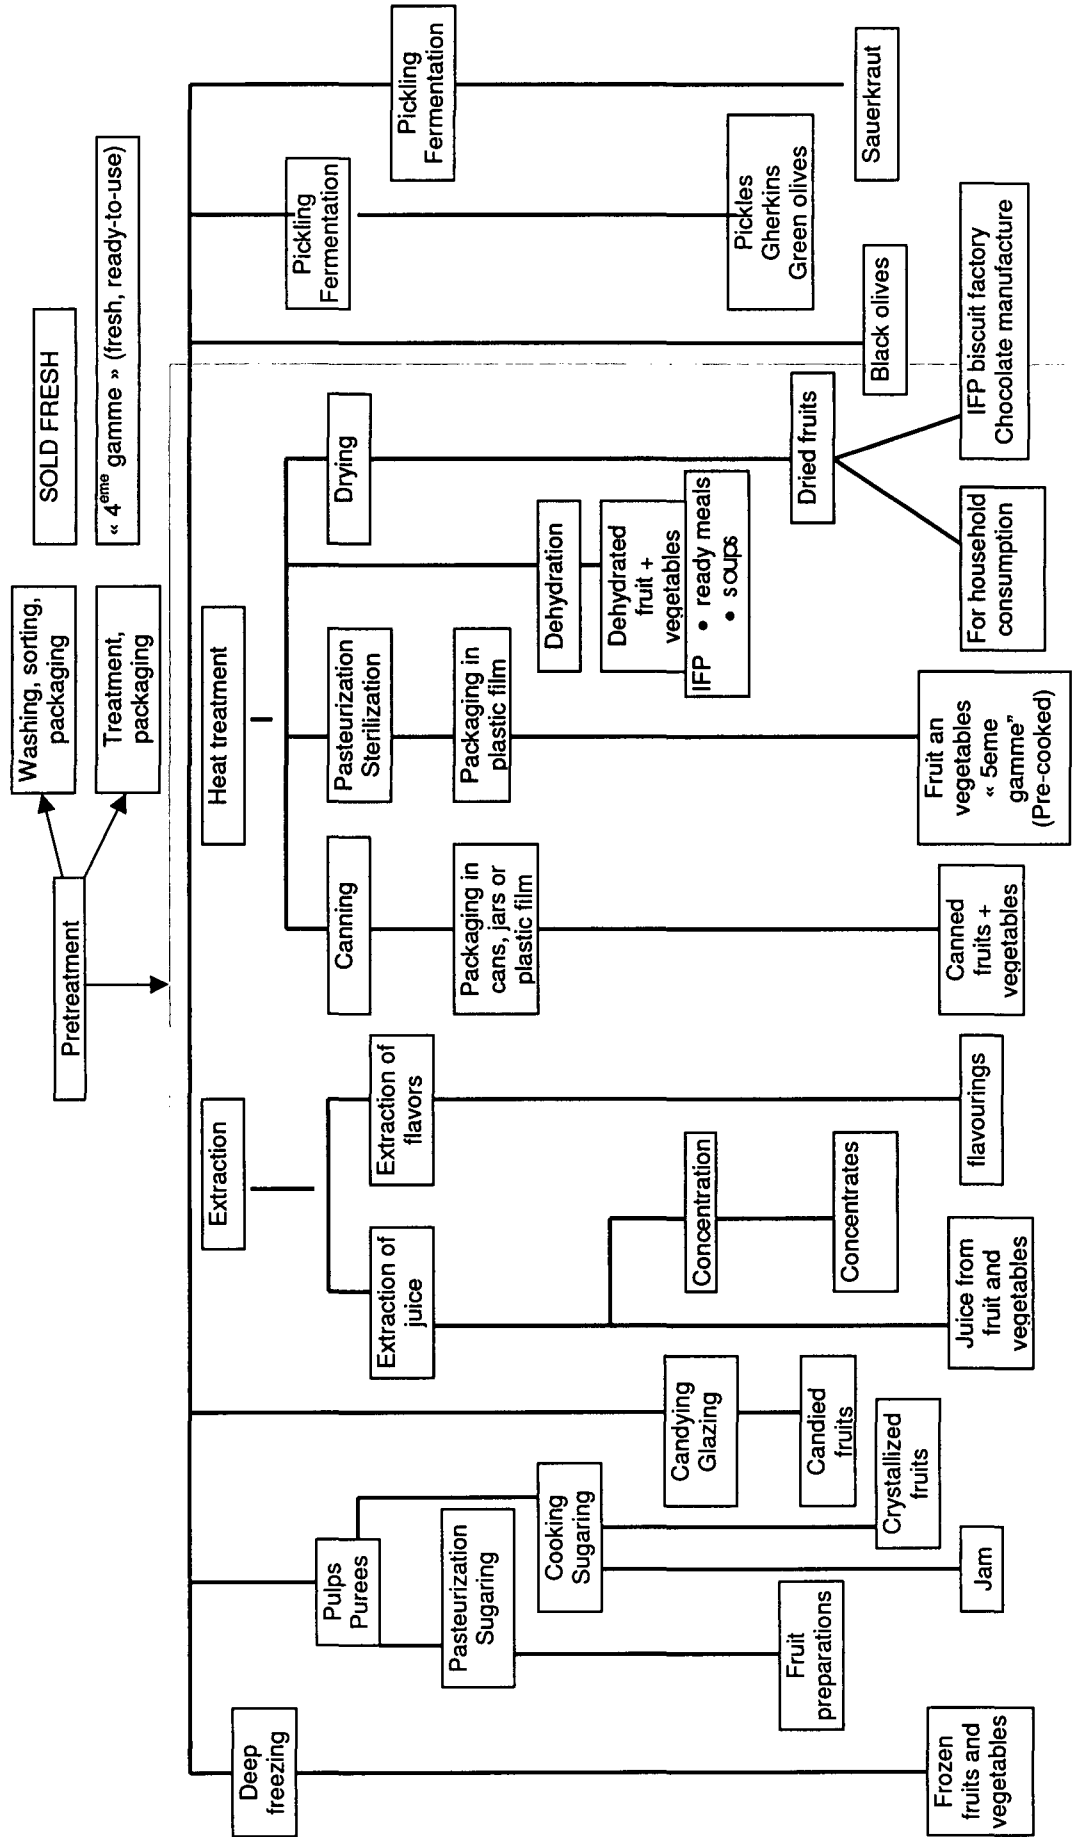 Pretreatment
Washing, sorting,
packaging
Treatment,
packaging
SOLD FRESH
« 4eme gamme » (fresh, ready-to-use)
Deep
freezing
Frozen
fruits and
vegetables
Pulps
Purees
Pasteurization
Sugaring
Fruit
preparations
Cooking
Sugaring
Jam
Crystallized
fruits
Candying
Glazing
Candied
fruits
Extraction
Extraction of
juice
Extraction of
flavors
Concentration
Concentrates
Juice from
fruit and
vegetables
flavourings
Heat treatment
Canning
Packaging in
cans, jars or
plastic film
Canned
fruits +
vegetables
Pasteurization
Sterilization
Packaging in
plastic film
Fruit an
vegetables
« 5eme
gamme”
(Pre-cooked)
Dehydration
Dehydrated
fruit +
vegetables
IFP • ready meals
• soups
Drying
Dried fruits
For household
consumption
IFP biscuit factory
Chocolate manufacture
Black olives
Pickling
Fermentation
Pickles
Gherkins
Green olives
Pickling
Fermentation
Sauerkraut